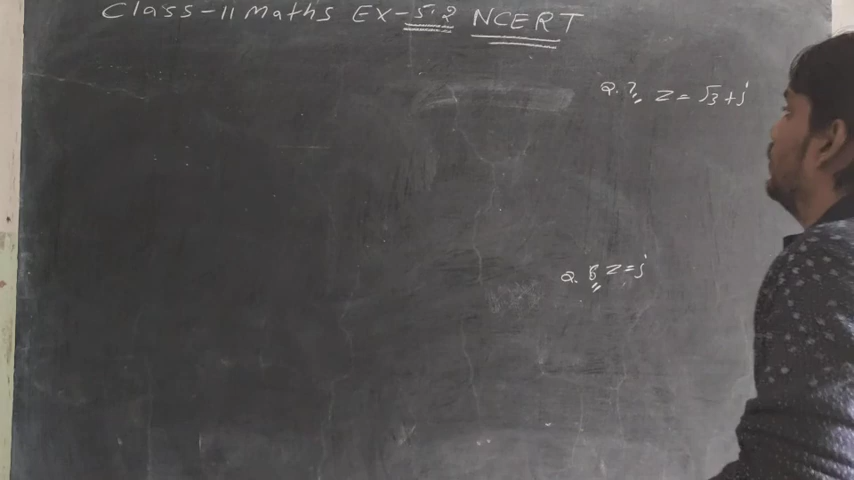 Class-11 Maths EX-5.2 NCERT
Q.7 Z = √3 + i
Q.8 Z = i